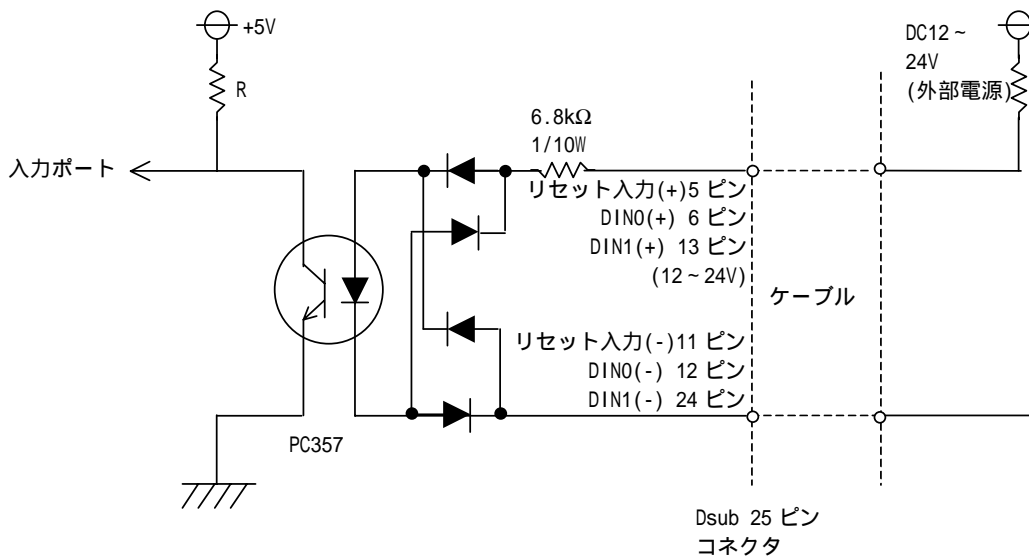 +5V
R
入力ポート
PC357
6.8kΩ
1/10W
リセット入力(+)5 ピン
DIN0(+) 6 ピン
DIN1(+) 13 ピン
(12~24V)
リセット入力(-)11 ピン
DIN0(-) 12 ピン
DIN1(-) 24 ピン
Dsub 25 ピン
コネクタ
ケーブル
DC12~
24V
(外部電源)